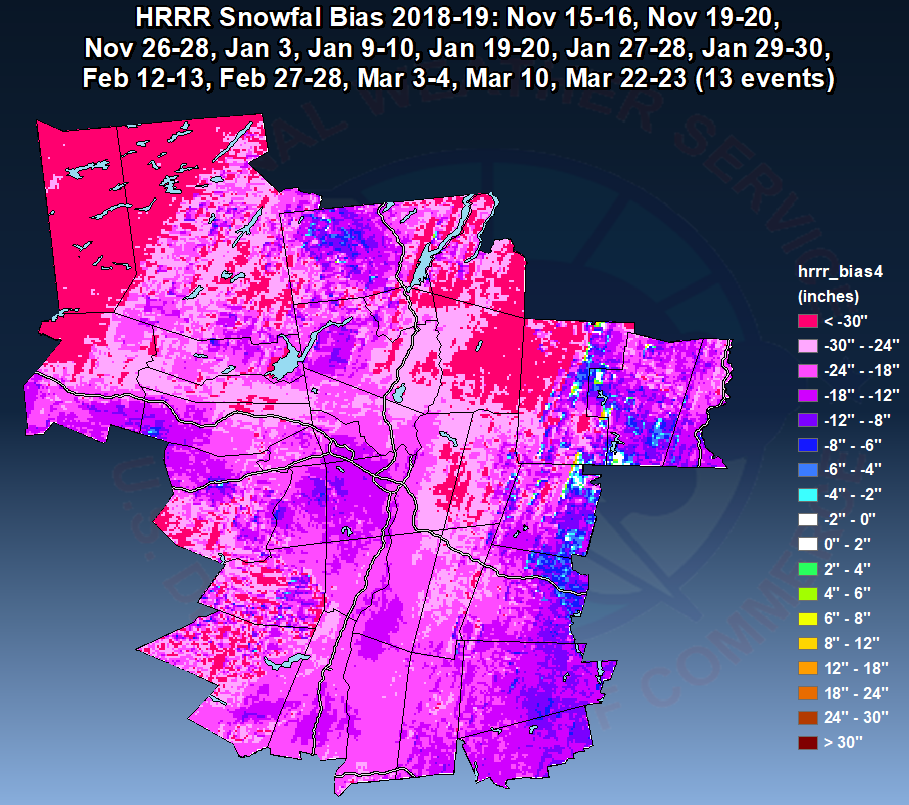 HRRR Snowfal Bias 2018-19: Nov 15-16, Nov 19-20,
Nov 26-28, Jan 3, Jan 9-10, Jan 19-20, Jan 27-28, Jan 29-30,
Feb 12-13, Feb 27-28, Mar 3-4, Mar 10, Mar 22-23 (13 events)
hrrr_bias4
(inches)
< -30"
-30" - -24"
-24" - -18"
-18" - -12"
-12" - -8"
-8" - -6"
-6" - -4"
-4" - -2"
-2" - 0"
0" - 2"
2" - 4"
4" - 6"
6" - 8"
8" - 12"
12" - 18"
18" - 24"
24" - 30"
> 30"